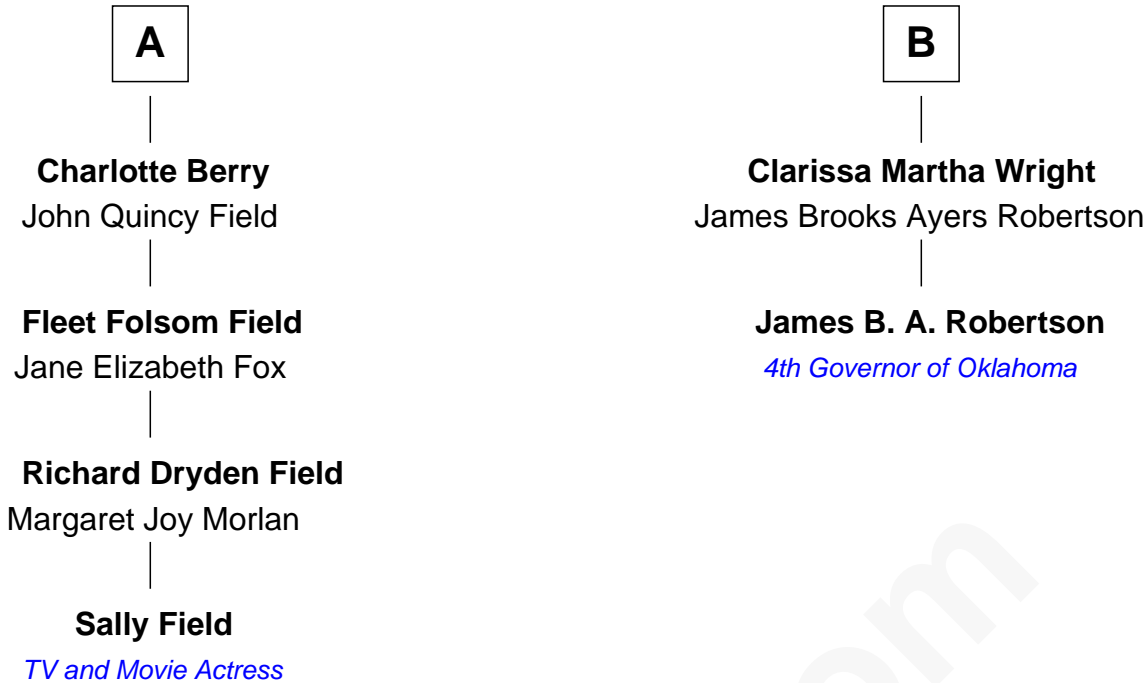 A
Charlotte Berry
John Quincy Field
Fleet Folsom Field
Jane Elizabeth Fox
Richard Dryden Field
Margaret Joy Morlan
Sally Field
TV and Movie Actress
B
Clarissa Martha Wright
James Brooks Ayers Robertson
James B. A. Robertson
4th Governor of Oklahoma
om